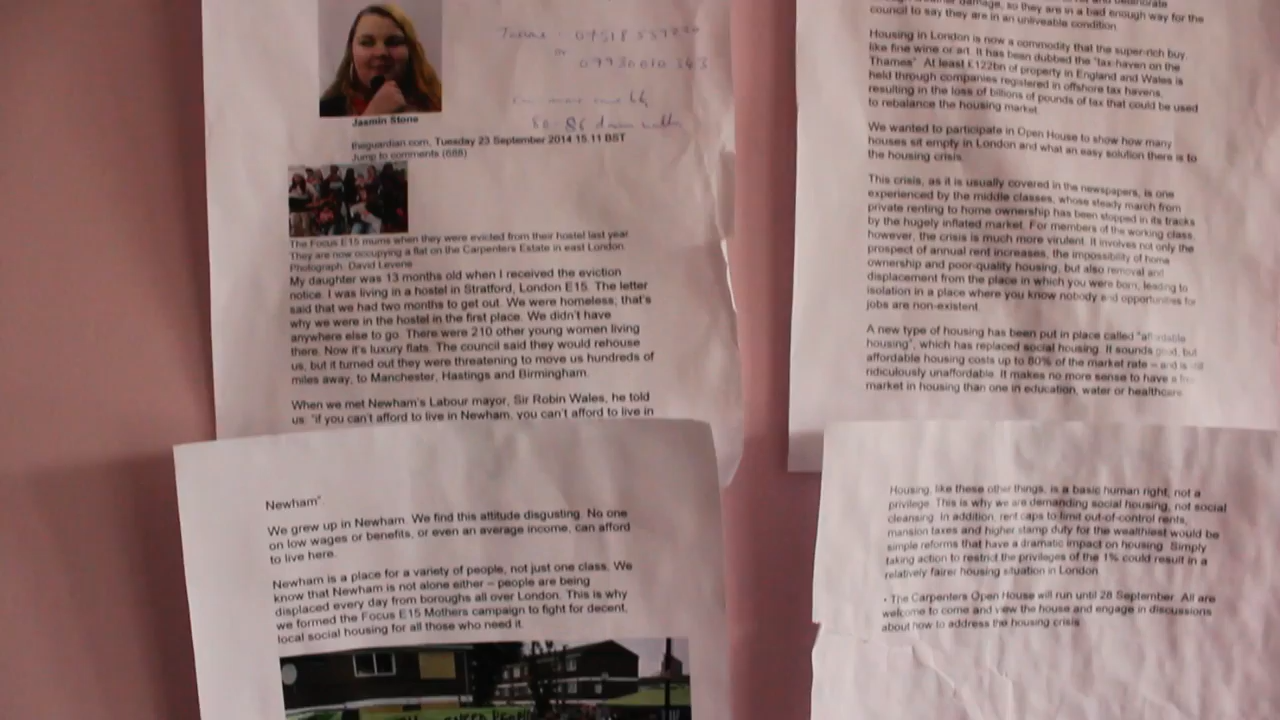 Jasmin Stone
theguardian.com, Tuesday 23 September 2014 15.11 BST
Jump to comments (688)
The Focus E15 mums when they were evicted from their hostel last year.
They are now occupying a flat on the Carpenters Estate in east London.
Photograph: David Levene
My daughter was 13 months old when I received the eviction
notice. I was living in a hostel in Stratford, London E15. The letter
said that we had two months to get out. We were homeless; that's
why we were in the hostel in the first place. We didn't have
anywhere else to go. There were 210 other young women living
there. Now it's luxury flats. The council said they would rehouse
us, but it turned out they were threatening to move us hundreds of
miles away, to Manchester, Hastings and Birmingham.
When we met Newham's Labour mayor, Sir Robin Wales, he told
us: "if you can't afford to live in Newham, you can't afford to live in
Newham"
We grew up in Newham. We find this attitude disgusting. No one
on low wages or benefits, or even an average income, can afford
to live here.
Newham is a place for a variety of people, not just one class. We
know that Newham is not alone either – people are being
displaced every day from boroughs all over London. This is why
we formed the Focus E15 Mothers campaign to fight for decent,
local social housing for all those who need it.
damage, so they are in a bad enough way for the
council to say they are in an unliveable condition.
Housing in London is now a commodity that the super-rich buy,
like fine wine or art. It has been dubbed the "tax-haven on the
Thames". At least £122bn of property in England and Wales is
held through companies registered in offshore tax havens,
resulting in the loss of billions of pounds of tax that could be used
to rebalance the housing market.
We wanted to participate in Open House to show how many
houses sit empty in London and what an easy solution there is to
the housing crisis.
This crisis, as it is usually covered in the newspapers, is one
experienced by the middle classes, whose steady march from
private renting to home ownership has been stopped in its tracks
by the hugely inflated market. For members of the working class,
however, the crisis is much more virulent. It involves not only the
prospect of annual rent increases, the impossibility of home
ownership and poor-quality housing, but also removal and
displacement from the place in which you were born, leading to
isolation in a place where you know nobody and opportunities for
jobs are non-existent.
A new type of housing has been put in place called "affordable
housing", which has replaced social housing. It sounds good, but
affordable housing costs up to 80% of the market rate – and is still
ridiculously unaffordable. It makes no more sense to have a free
market in housing than one in education, water or healthcare.
Housing, like these other things, is a basic human right, not a
privilege. This is why we are demanding social housing, not social
cleansing. In addition, rent caps to limit out-of-control rents,
mansion taxes and higher stamp duty for the wealthiest would be
simple reforms that have a dramatic impact on housing. Simply
taking action to restrict the privileges of the 1% could result in a
relatively fairer housing situation in London.
• The Carpenters Open House will run until 28 September. All are
welcome to come and view the house and engage in discussions
about how to address the housing crisis